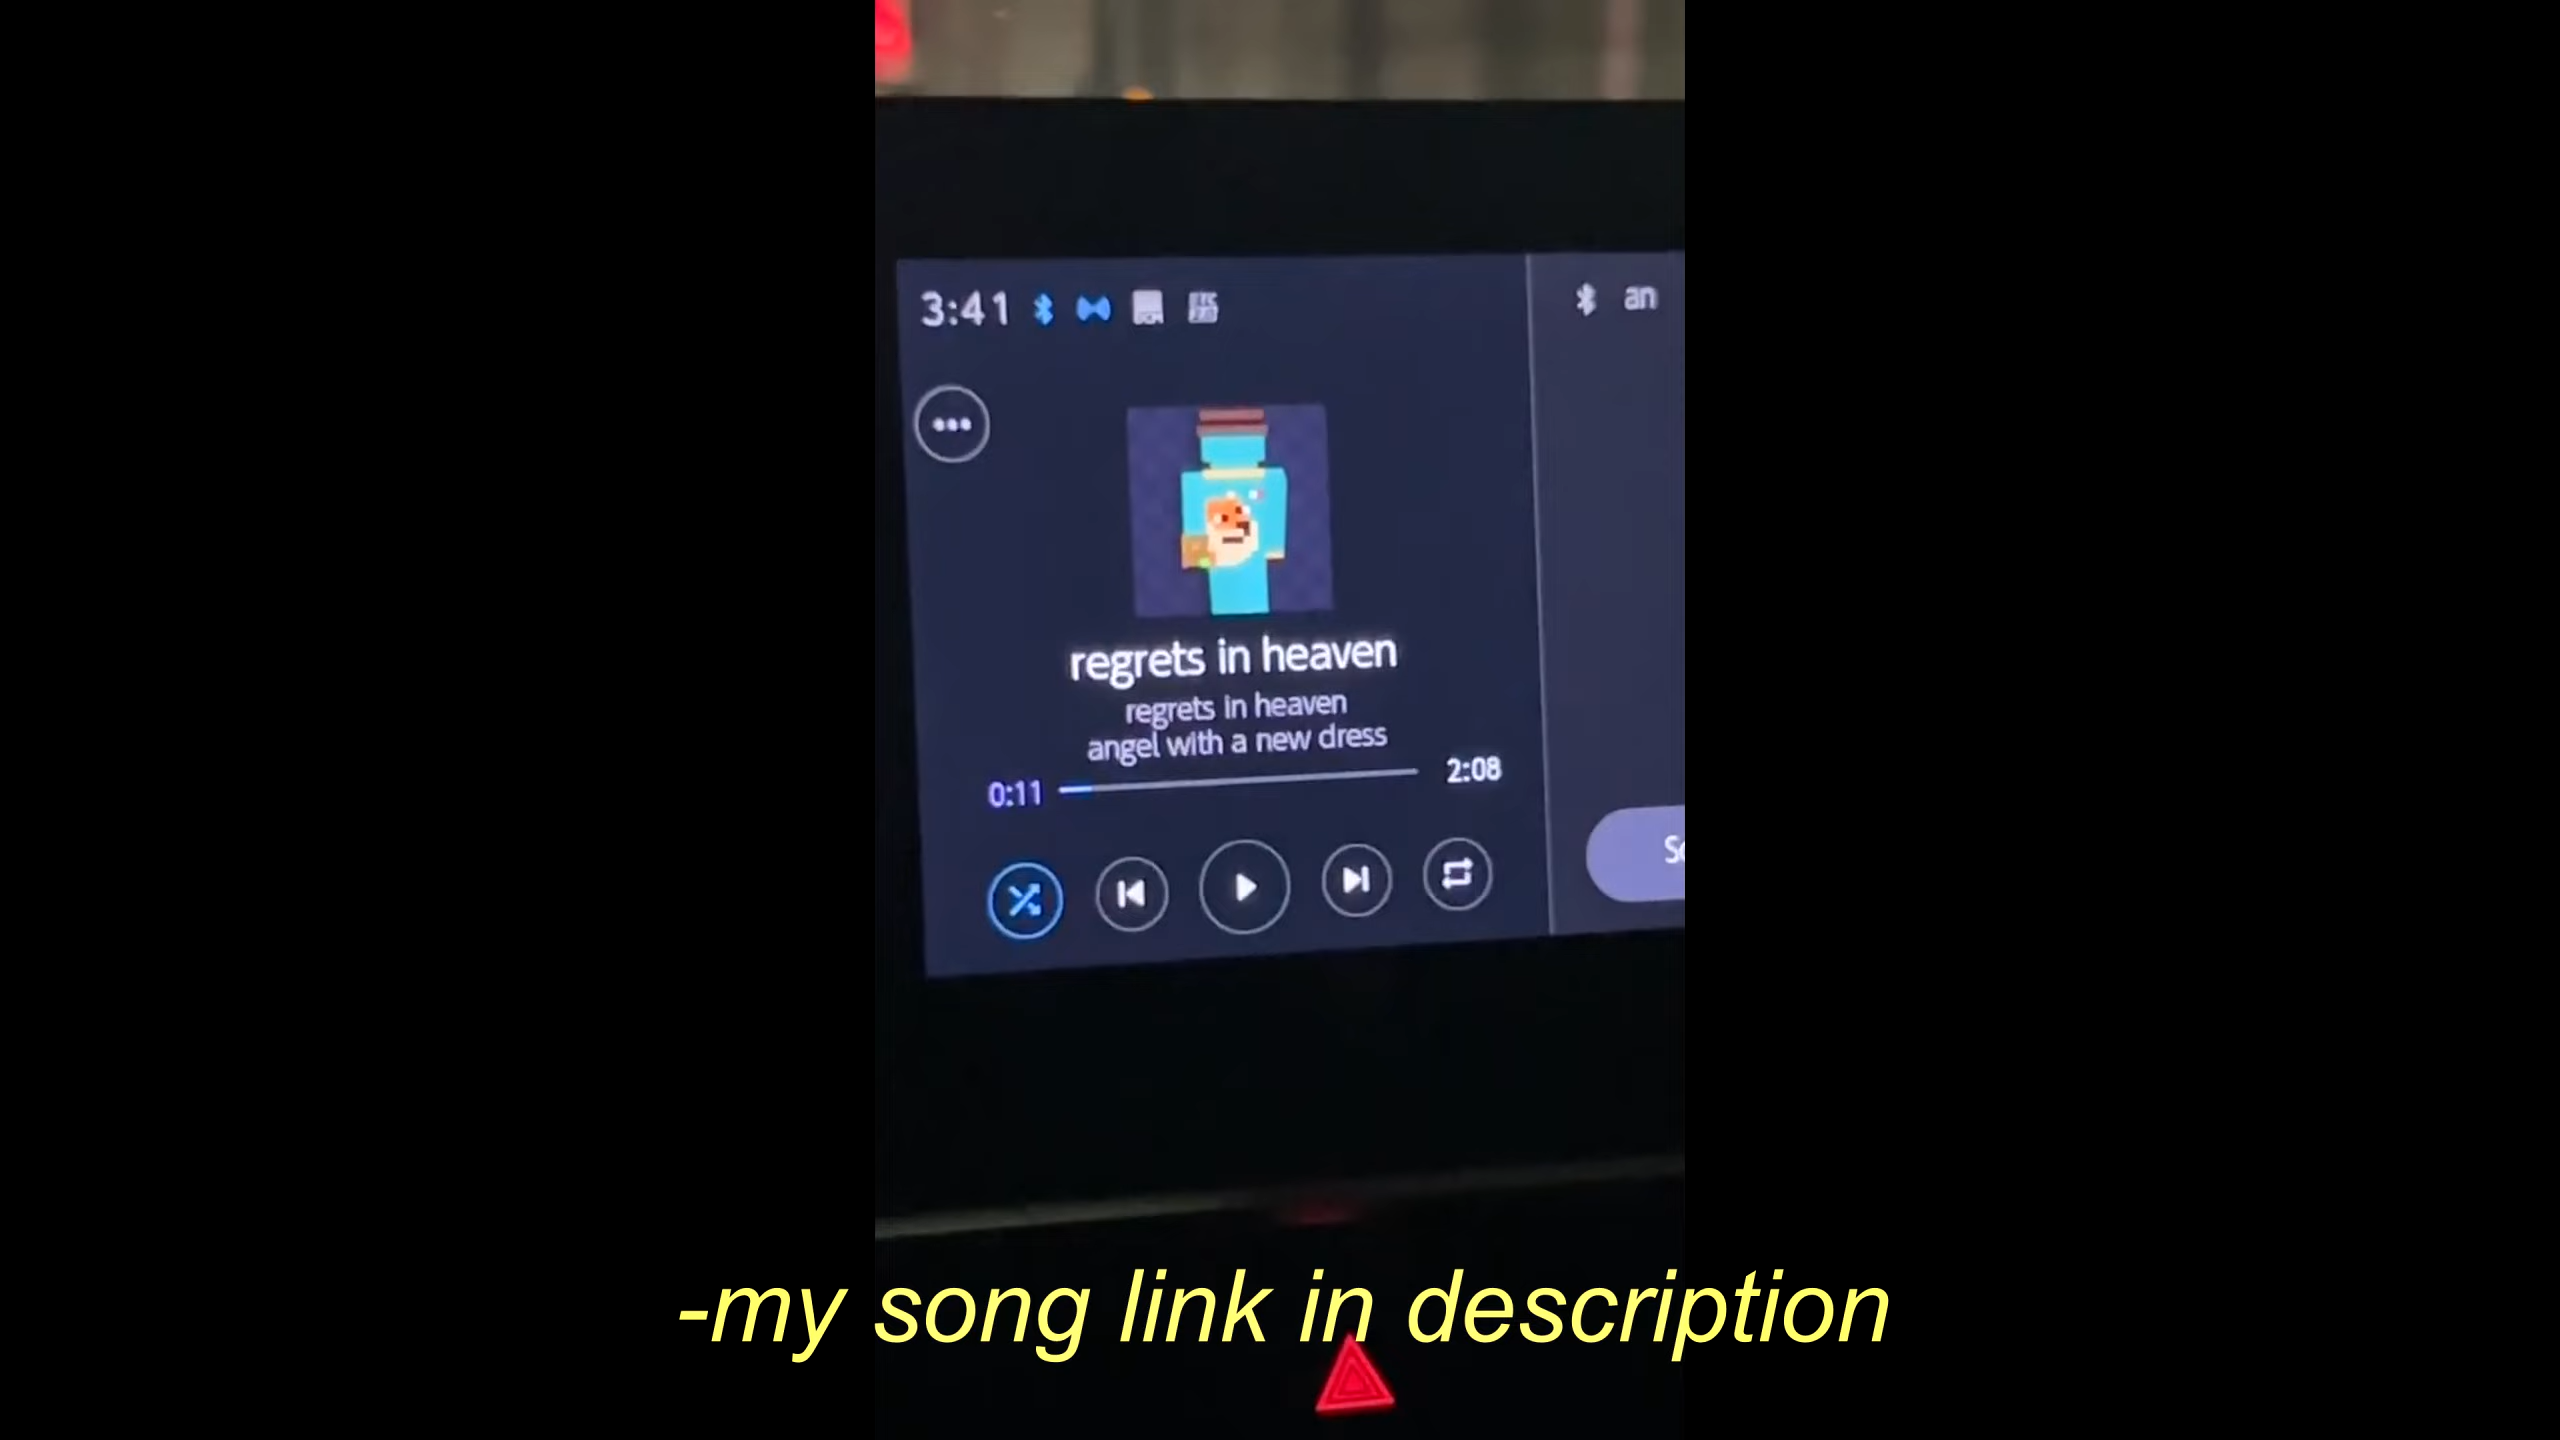 3:41
an
regrets in heaven
regrets in heaven
angel with a new dress
0:11
2:08
-my song link in description